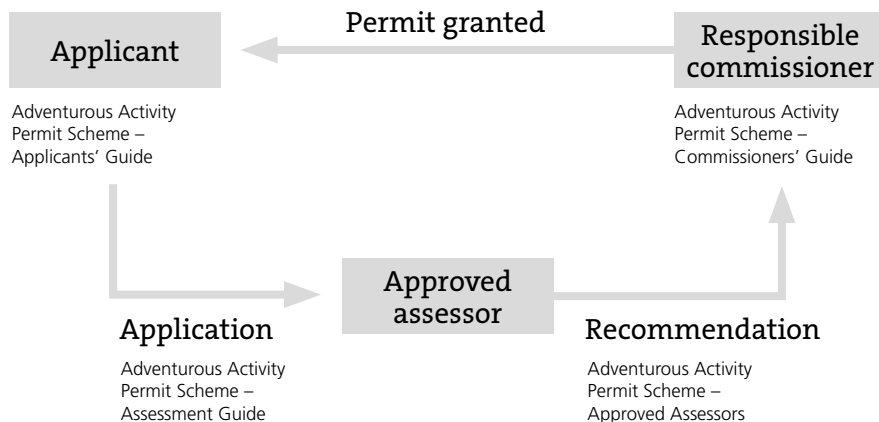 Permit granted
Applicant
Responsible
commissioner
Adventurous Activity
Permit Scheme –
Applicants’ Guide
Adventurous Activity
Permit Scheme –
Commissioners’ Guide
Approved
assessor
Application
Adventurous Activity
Permit Scheme –
Assessment Guide
Recommendation
Adventurous Activity
Permit Scheme –
Approved Assessors